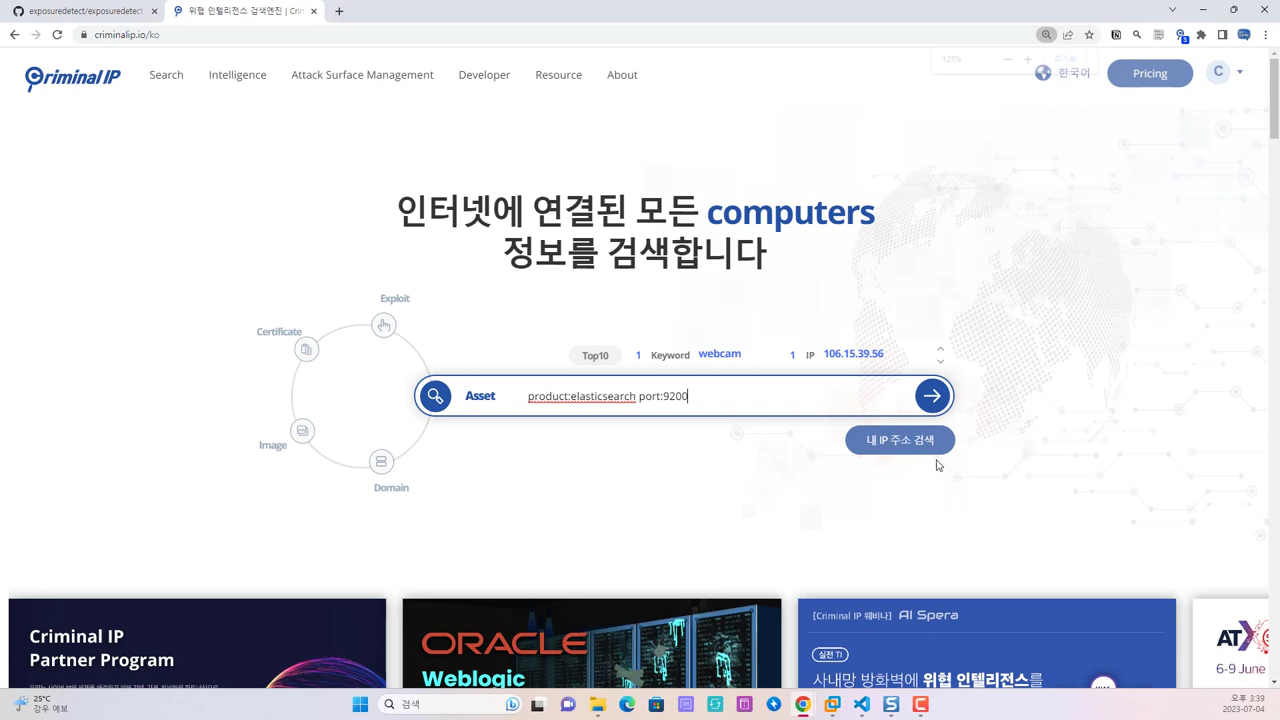 exposuredetect/exposuredetect
위협 인텔리전스 검색엔진 | Crim
criminalip.io/ko
5
125%
초기화
Criminal IP
Search
Intelligence
Attack Surface Management
Developer
Resource
About
한국어
Pricing
C
인터넷에 연결된 모든 computers
정보를 검색합니다
Exploit
Certificate
Top10
1 Keyword webcam
1 IP 106.15.39.56
Asset
product:elasticsearch port:9200
내 IP 주소 검색
Image
Domain
Criminal IP
Partner Program
ORACLE
Weblogic
[Criminal IP 웨비나] AI Spera
실전 TI
사내망 방화벽에 위협 인텔리전스를
ATX
6-9 June
25°C
강우 예보
검색
오후 3:39
2023-07-04